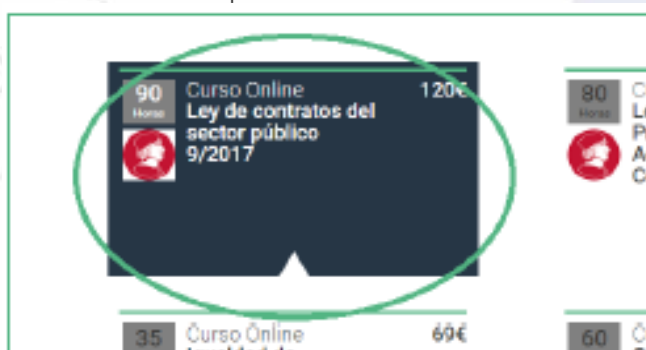 90
Horas
Curso Online
120€
Ley de contratos del
sector público
9/2017
80
Horas
35
Curso Online
69€
60